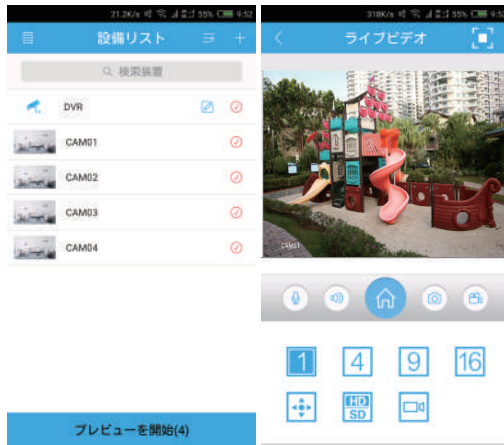 21.2K/s 55% 9:52
設備リスト
検索装置
DVR
CAM01
CAM02
CAM03
CAM04
プレビューを開始(4)
318K/s 55% 9:52
ライブビデオ
CAM01
1 4 9 16
HD
SD